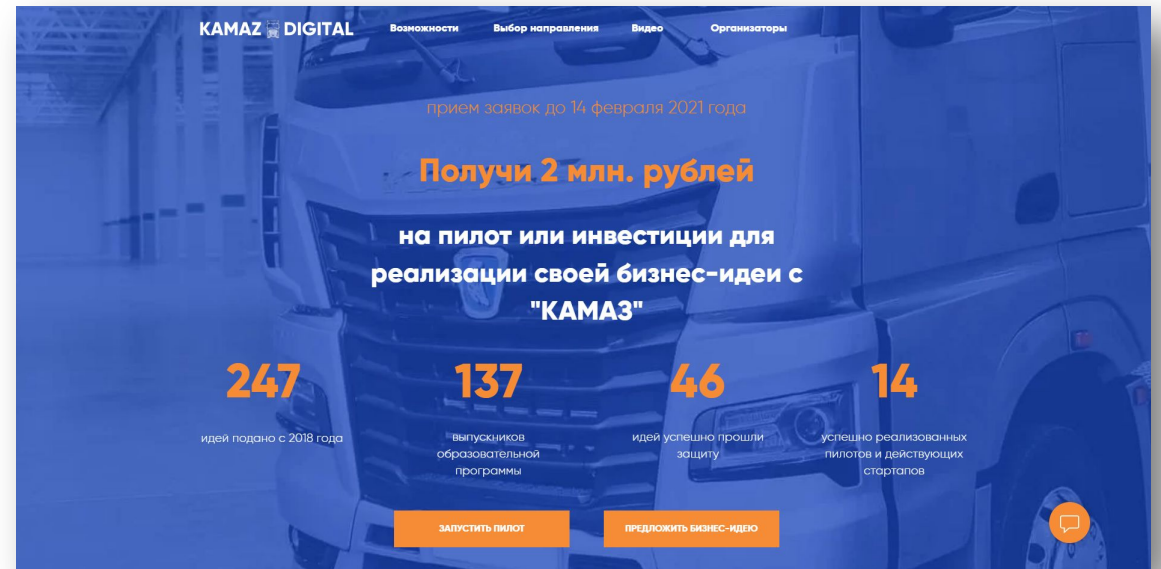 KAMAZ DIGITAL
Возможности Выбор направления Видео Организаторы
прием заявок до 14 февраля 2021 года
Получи 2 млн. рублей
на пилот или инвестиции для
реализации своей бизнес-идеи с
"КАМАЗ"
247
идей подано с 2018 года
137
выпускников
образовательной
программы
46
идей успешно прошли
защиту
14
успешно реализованных
пилотов и действующих
стартапов
ЗАПУСТИТЬ ПИЛОТ
ПРЕДЛОЖИТЬ БИЗНЕС-ИДЕЮ